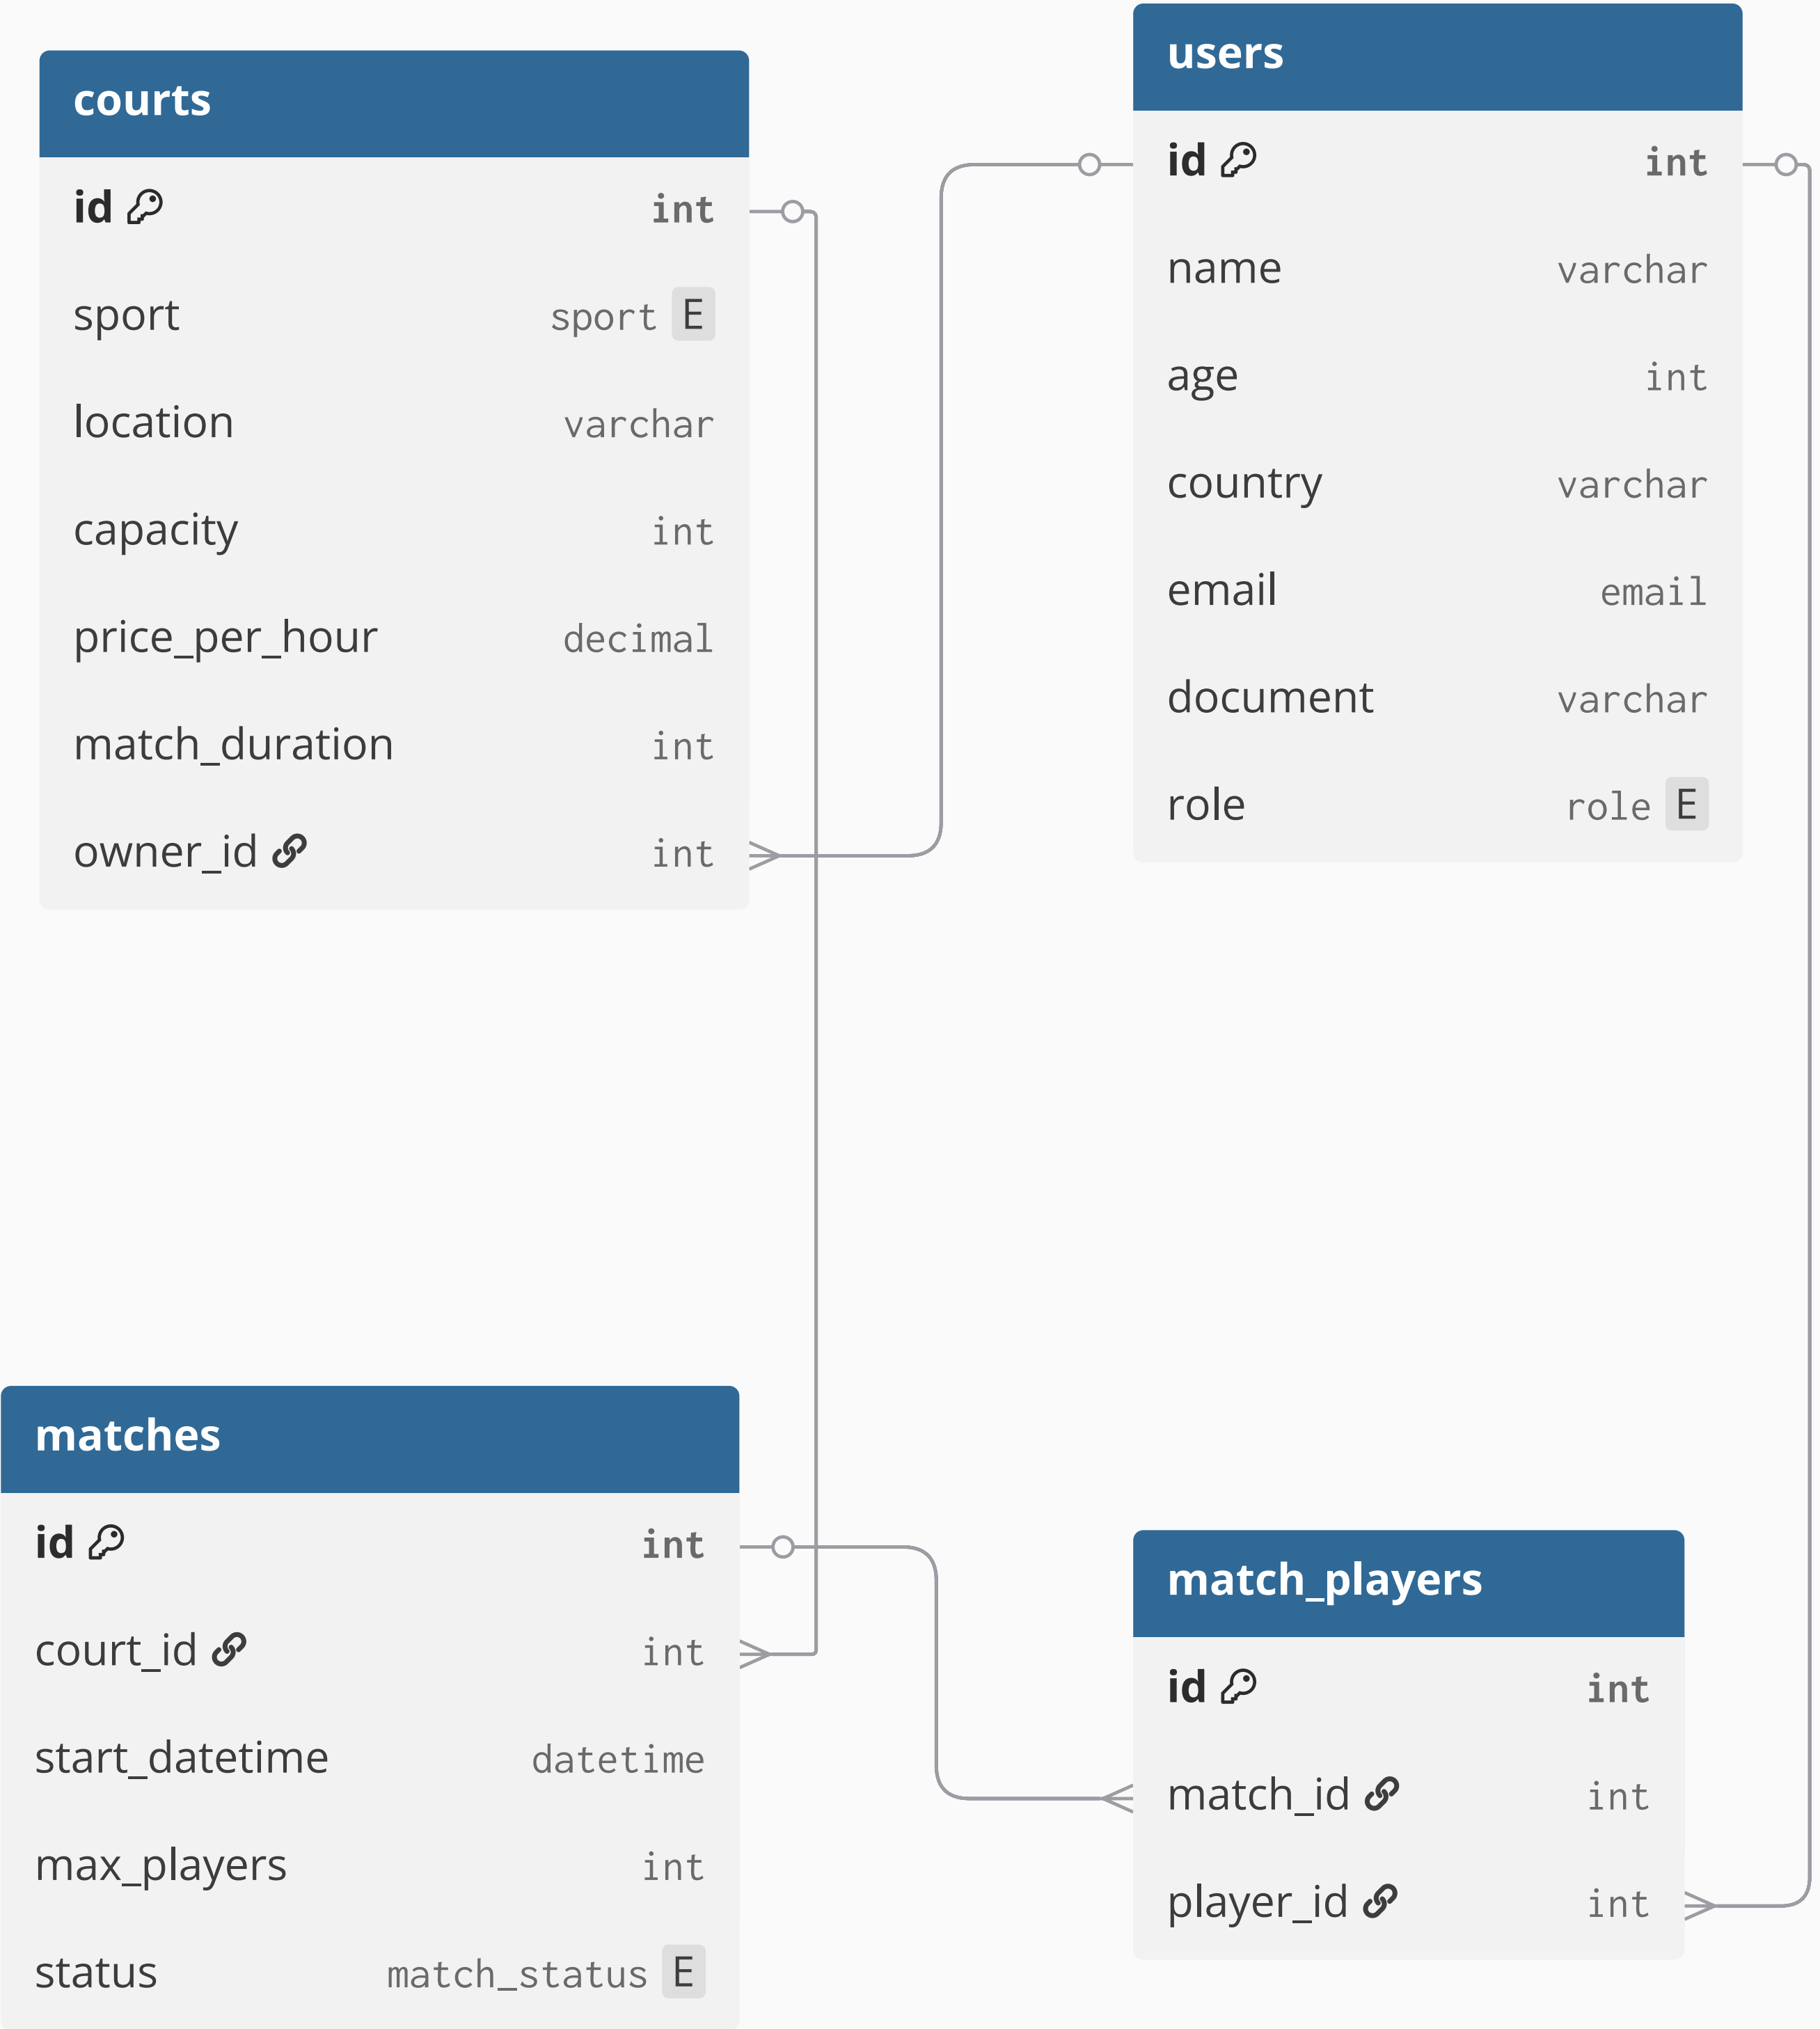 courts
id int
sport sport E
location varchar
capacity int
price_per_hour decimal
match_duration int
owner_id int
users
id int
name varchar
age int
country varchar
email email
document varchar
role role E
matches
id int
court_id int
start_datetime datetime
max_players int
status match_status E
match_players
id int
match_id int
player_id int